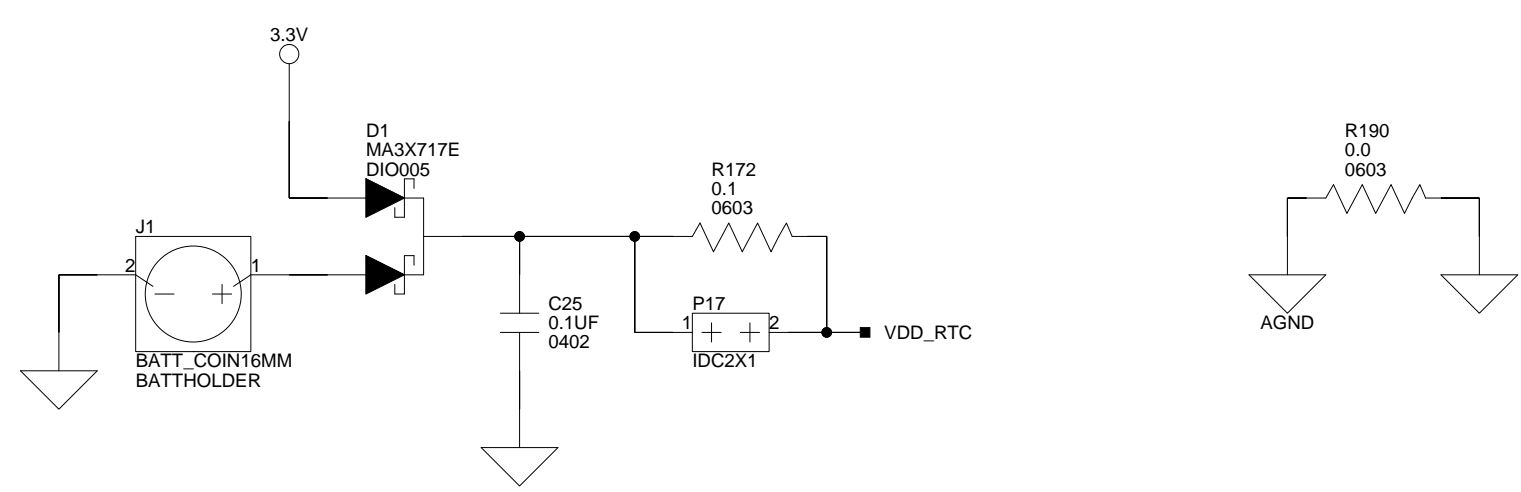 3.3V
D1
MA3X717E
DIO005
R172
0.1
0603
R190
0.0
0603
J1
2
1
BATT_COIN16MM
BATTHOLDER
C25
0.1UF
0402
P17
1
2
IDC2X1
VDD_RTC
AGND